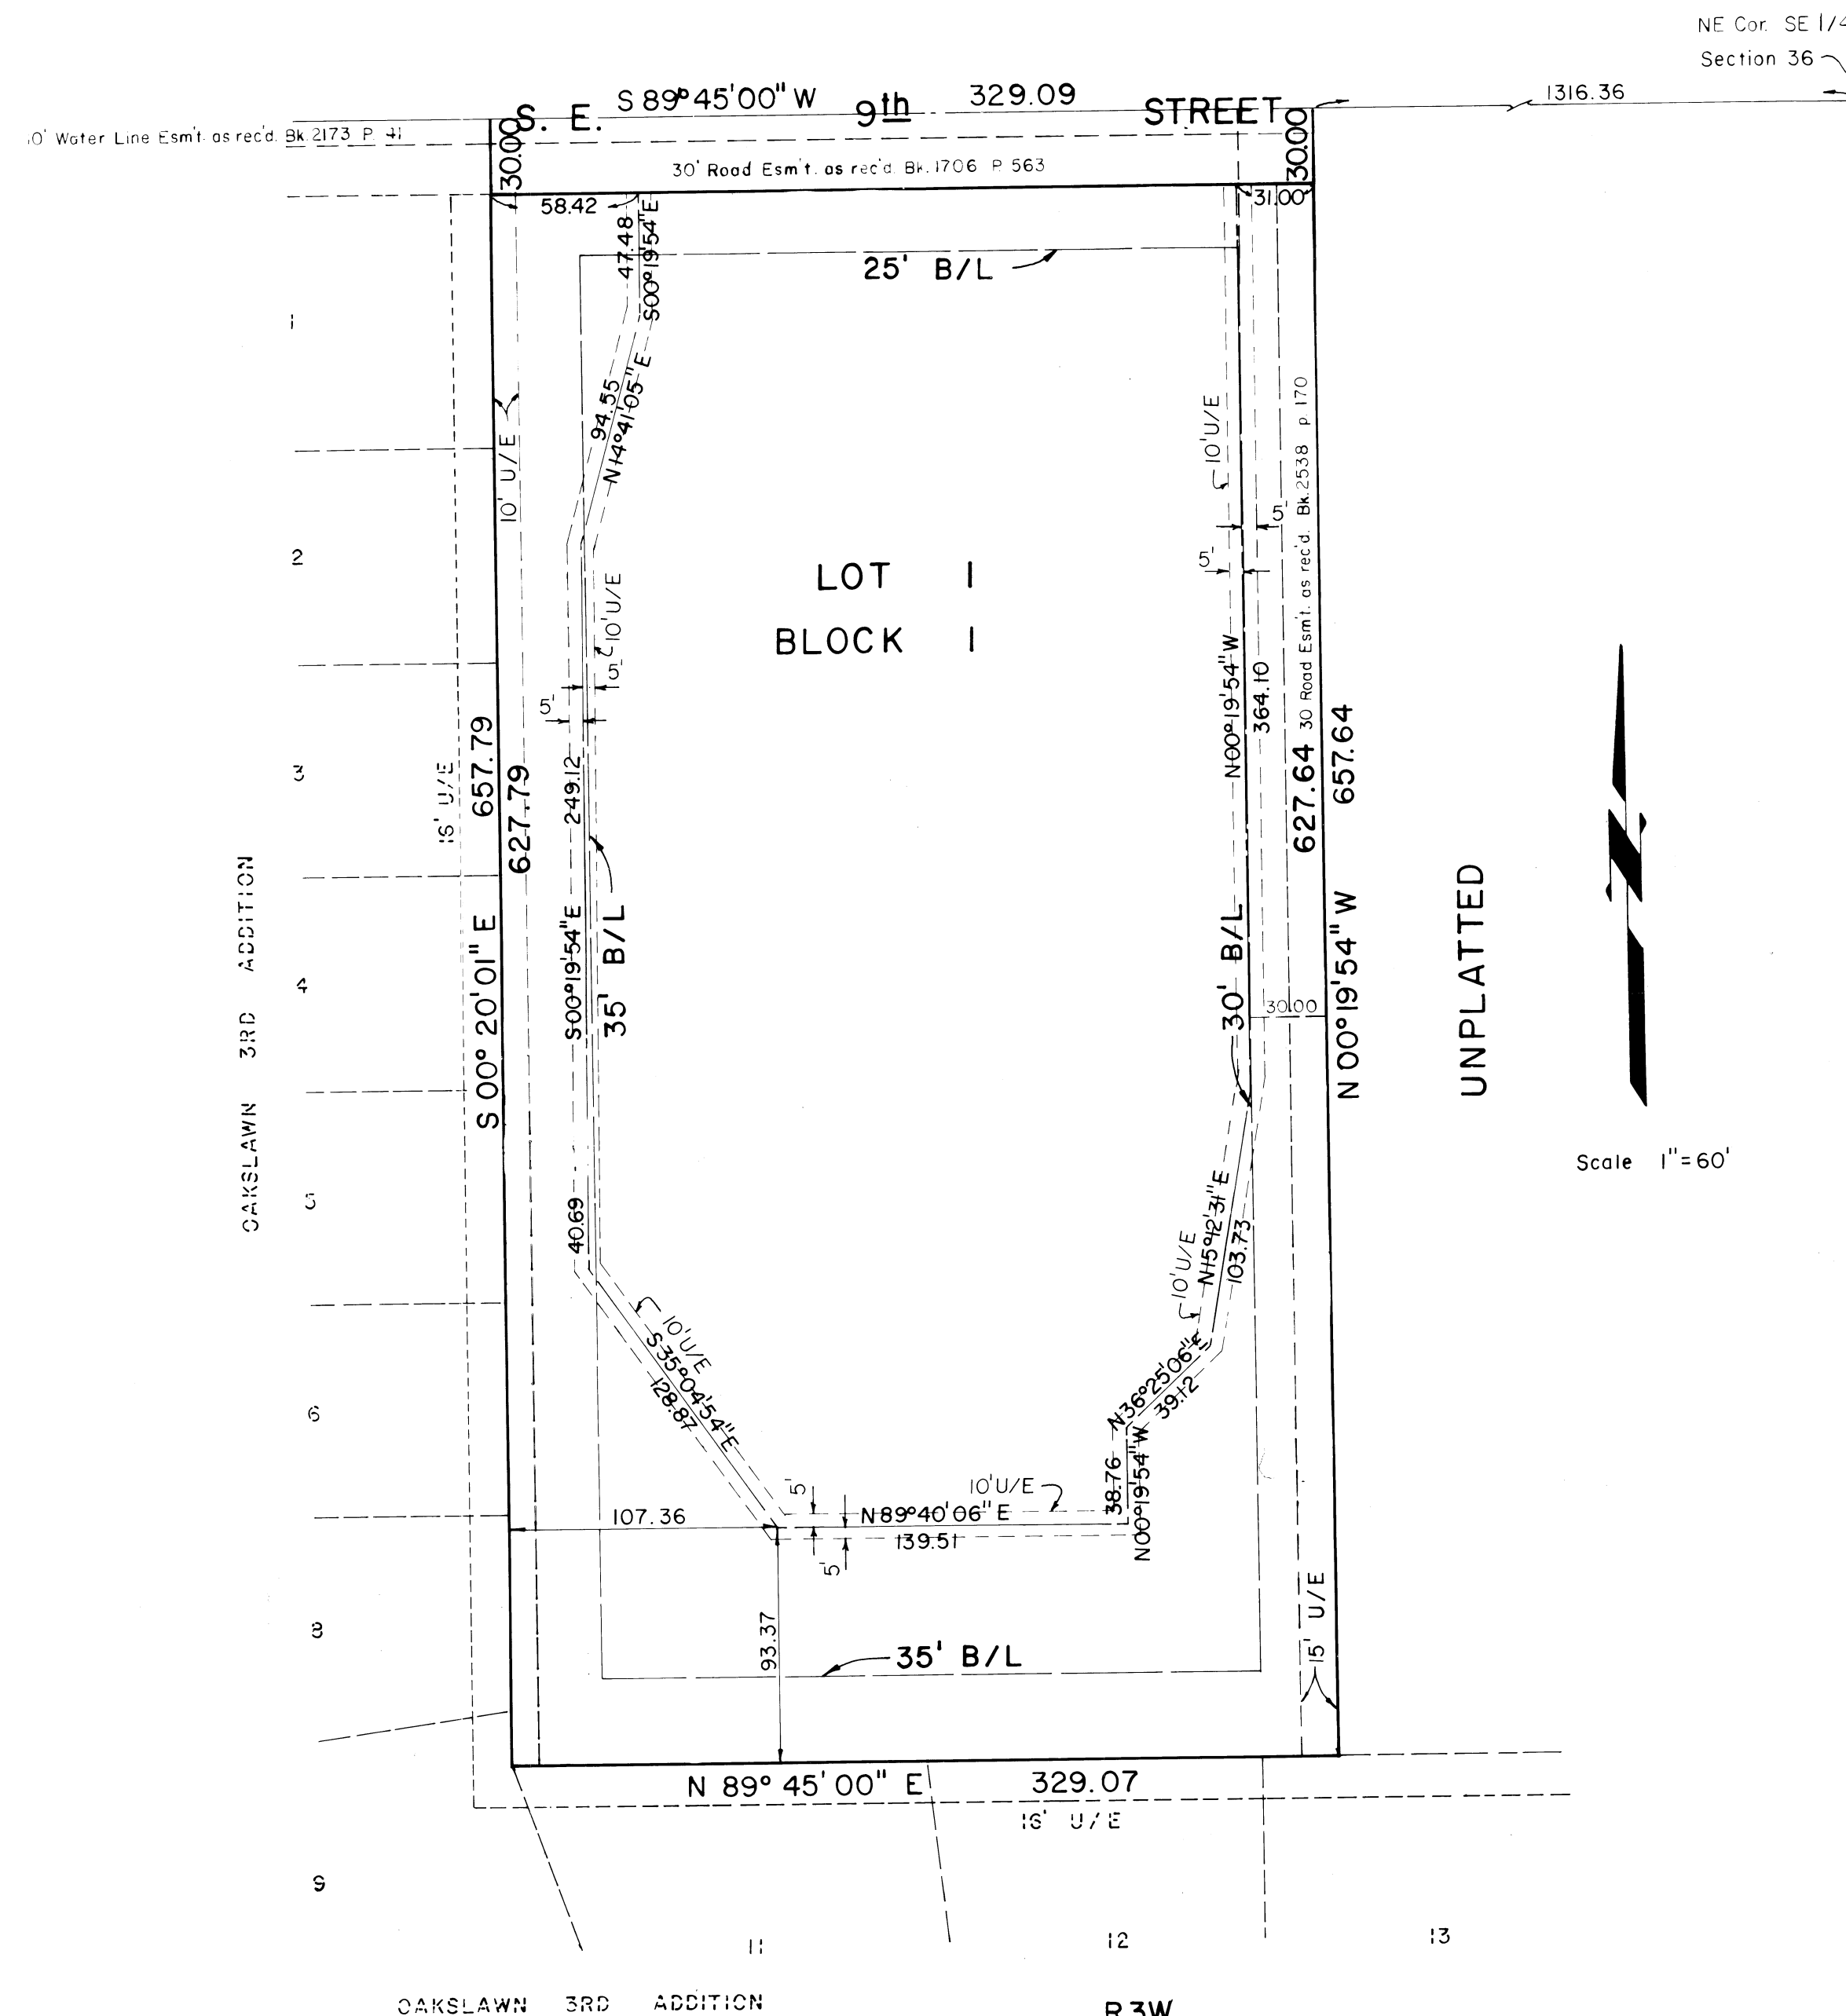 NE Cor. SE 1/4
Section 36
S 89° 45'00" W 329.09
1316.36
S. E. 9th STREET
0' Water Line Esm't. as rec'd. Bk. 2173 P. 41
30.00
30.00
30' Road Esm't. as rec'd. Bk. 1706 P. 563
58.42
31.00
47.48
S00°19'54"E
25' B/L
1
94.55
N14°41'05"E
10' U/E
10' U/E
30 Road Esm't. as rec'd. Bk. 2538 p. 170
5'
5'
2
LOT 1
BLOCK 1
10' U/E
5'
5'
N00°19'54"W
364.10
657.79
627.79
16' U/E
3
249.12
627.64
657.64
OAKSLAWN 3RD ADDITION
S 00° 20'01" E
S00°19'54"E
35' B/L
30' B/L
30.00
N 00°19'54" W
UNPLATTED
4
Scale 1"=60'
5
40.69
N15°12'31"E
103.73
10' U/E
10' U/E
S 35°04'54"E
128.87
N36°25'06"E
39.12
6
38.76
N00°19'54"W
107.36
5'
10' U/E
N 89°40'06" E
139.51
5'
8
93.37
35' B/L
15' U/E
N 89° 45' 00" E 329.07
16' U/E
9
11
12
13
OAKSLAWN 3RD ADDITION
R3W